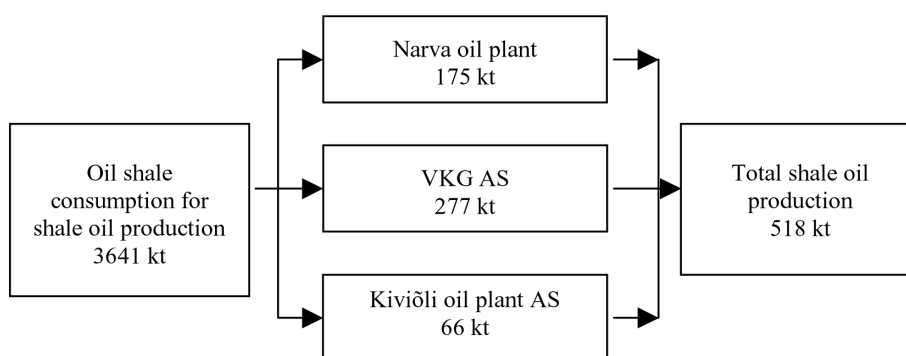 Oil shale
consumption for
shale oil production
3641 kt
Narva oil plant
175 kt
VKG AS
277 kt
Kiviõli oil plant AS
66 kt
Total shale oil
production
518 kt